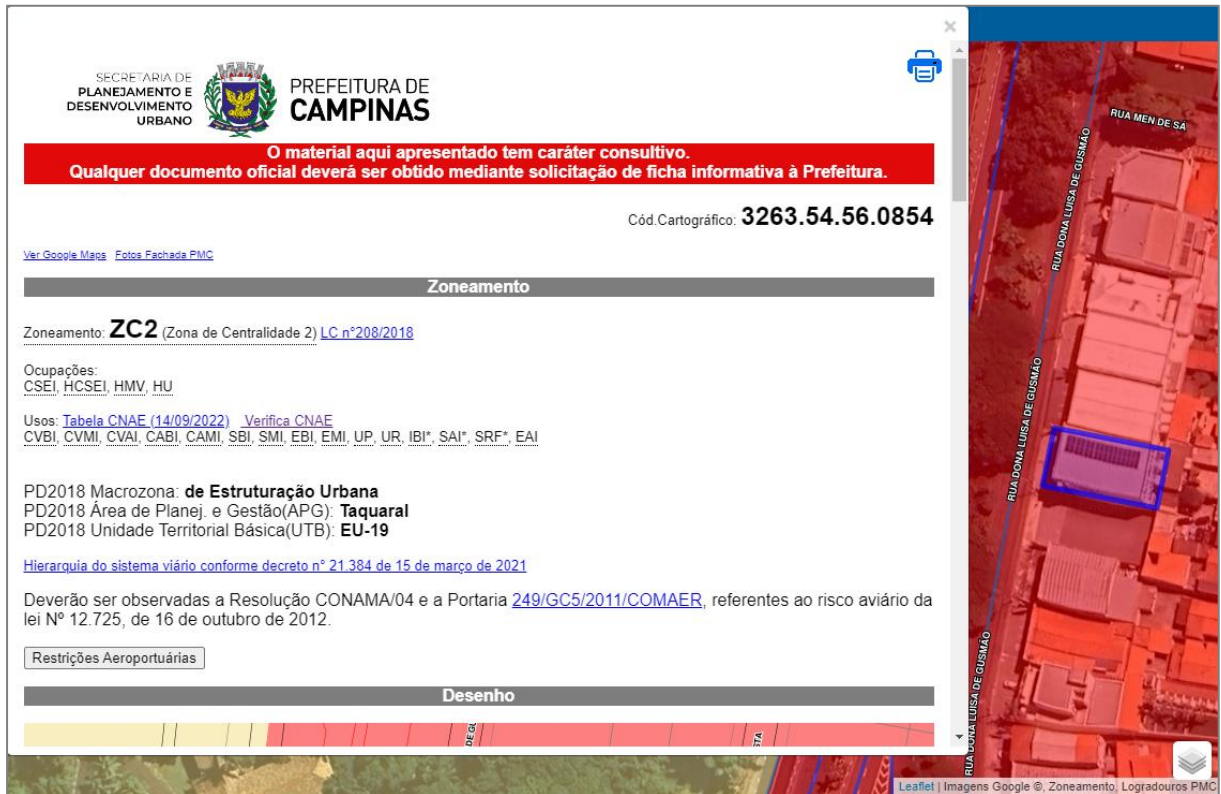 ×
SECRETARIA DE
PLANEJAMENTO E
DESENVOLVIMENTO
URBANO
PREFEITURA DE
CAMPINAS
O material aqui apresentado tem caráter consultivo.
Qualquer documento oficial deverá ser obtido mediante solicitação de ficha informativa à Prefeitura.
Cód.Cartográfico: 3263.54.56.0854
Ver Google Maps Fotos Fachada PMC
Zoneamento
Zoneamento: ZC2 (Zona de Centralidade 2) LC n°208/2018
Ocupações:
CSEI, HCSEI, HMV, HU
Usos: Tabela CNAE (14/09/2022) Verifica CNAE
CVBI, CVMI, CVAI, CABI, CAMI, SBI, SMI, EBI, EMI, UP, UR, IBI*, SAI*, SRF*, EAI
PD2018 Macrozona: de Estruturação Urbana
PD2018 Área de Planej. e Gestão(APG): Taquaral
PD2018 Unidade Territorial Básica(UTB): EU-19
Hierarquia do sistema viário conforme decreto n° 21.384 de 15 de março de 2021
Deverão ser observadas a Resolução CONAMA/04 e a Portaria 249/GC5/2011/COMAER, referentes ao risco aviário da
lei Nº 12.725, de 16 de outubro de 2012.
Restrições Aeroportuárias
Desenho
RUA MEN DE SÁ
RUA DONA LUISA DE GUSMÃO
RUA DONA LUISA DE GUSMÃO
RUA DONA LUISA DE GUSMÃO
Leaflet | Imagens Google ©, Zoneamento, Logradouros PMC